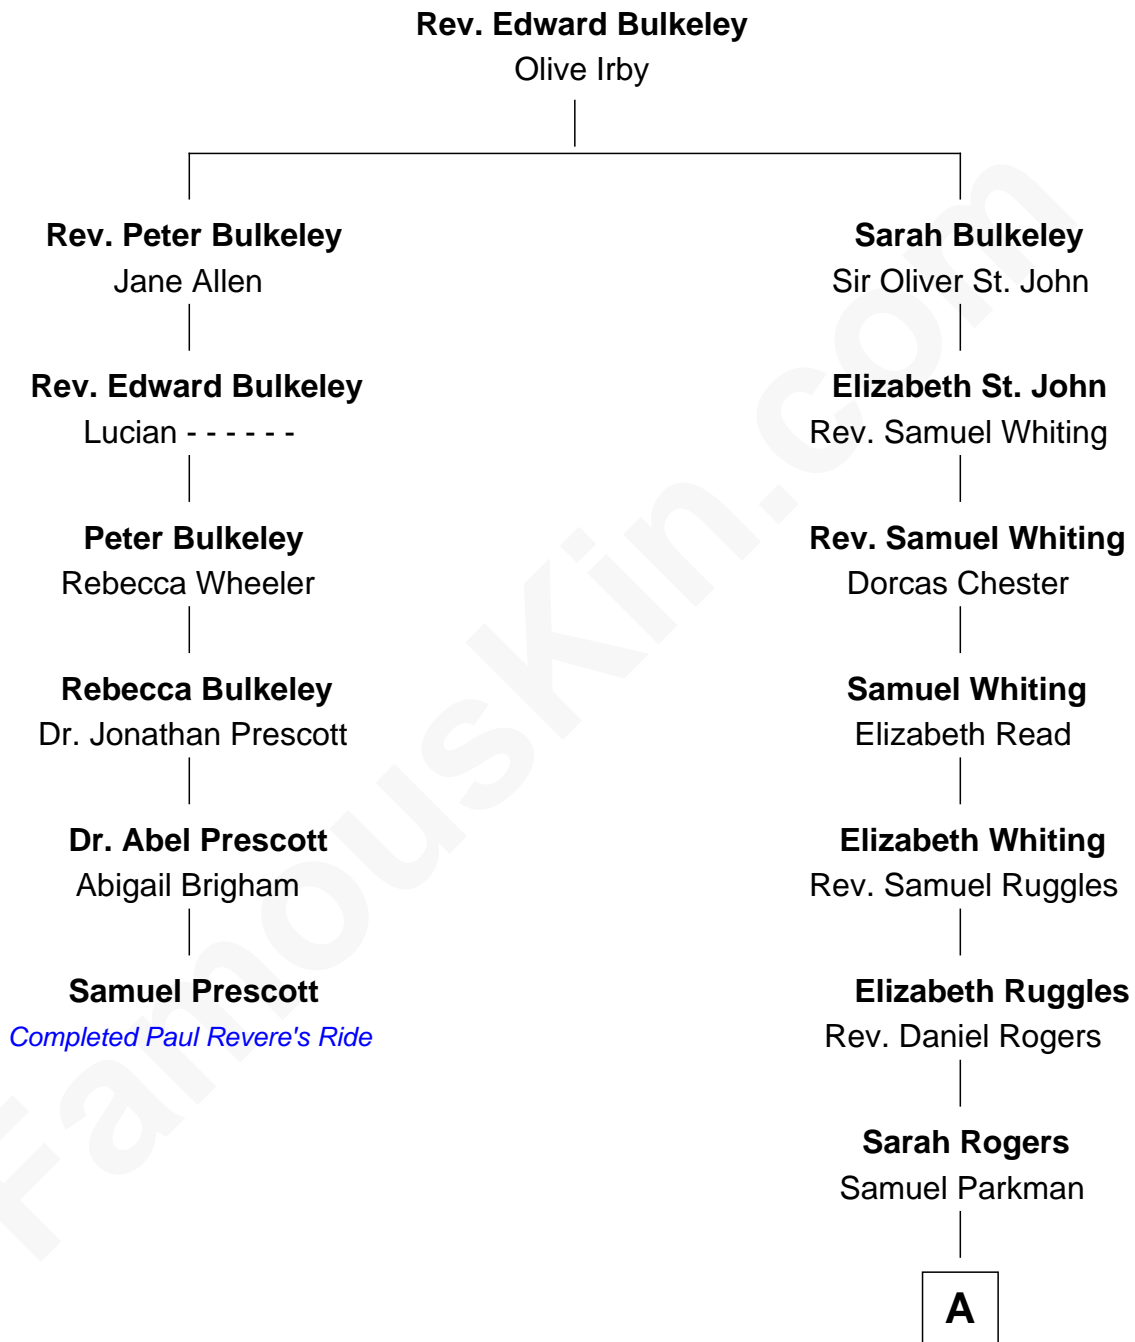 Rev. Edward Bulkeley
Olive Irby
Rev. Peter Bulkeley
Jane Allen
Sarah Bulkeley
Sir Oliver St. John
Rev. Edward Bulkeley
Lucian - - - - - -
Elizabeth St. John
Rev. Samuel Whiting
Peter Bulkeley
Rebecca Wheeler
Rev. Samuel Whiting
Dorcas Chester
Rebecca Bulkeley
Dr. Jonathan Prescott
Samuel Whiting
Elizabeth Read
Dr. Abel Prescott
Abigail Brigham
Elizabeth Whiting
Rev. Samuel Ruggles
Samuel Prescott
Completed Paul Revere's Ride
Elizabeth Ruggles
Rev. Daniel Rogers
Sarah Rogers
Samuel Parkman
A
FamousKin.com